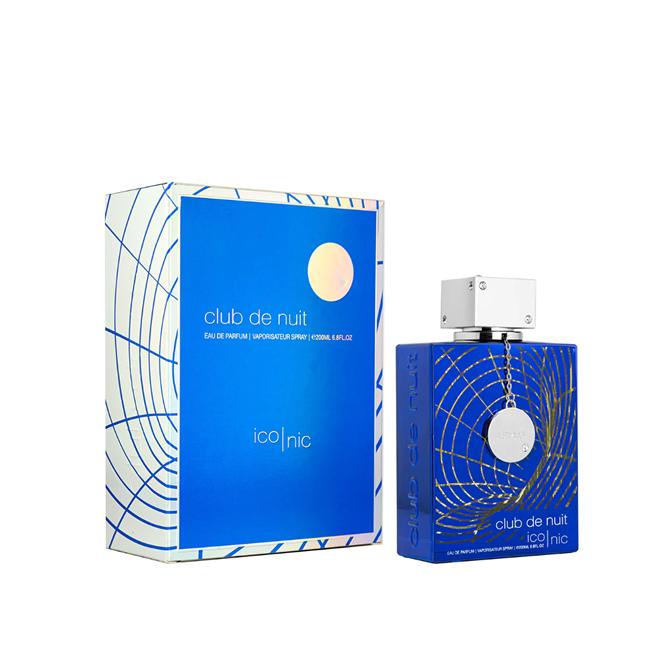 club de nuit
EAU DE PARFUM | VAPORISATEUR SPRAY | ℮200ML 6.8FL.OZ
ico|nic
club de nuit
club de nuit
ico|nic
EAU DE PARFUM | VAPORISATEUR SPRAY | ℮200ML 6.8FL.OZ